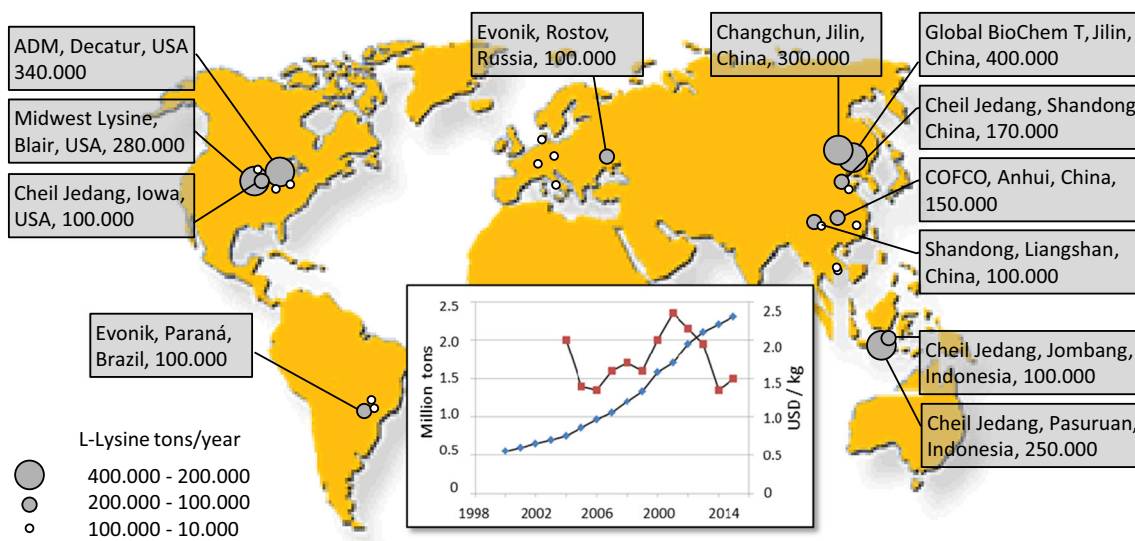 ADM, Decatur, USA
340.000
Midwest Lysine,
Blair, USA, 280.000
Cheil Jedang, Iowa,
USA, 100.000
Evonik, Paraná,
Brazil, 100.000
Evonik, Rostov,
Russia, 100.000
Changchun, Jilin,
China, 300.000
Global BioChem T, Jilin,
China, 400.000
Cheil Jedang, Shandong
China, 170.000
COFCO, Anhui, China,
150.000
Shandong, Liangshan,
China, 100.000
Cheil Jedang, Jombang,
Indonesia, 100.000
Cheil Jedang, Pasuruan,
Indonesia, 250.000
L-Lysine tons/year
400.000 - 200.000
200.000 - 100.000
100.000 - 10.000
Million tons
2.5
2.0
1.5
1.0
0.5
0
2.5
2.0
1.5
1.0
0.5
0
USD / kg
1998 2002 2006 2000 2014